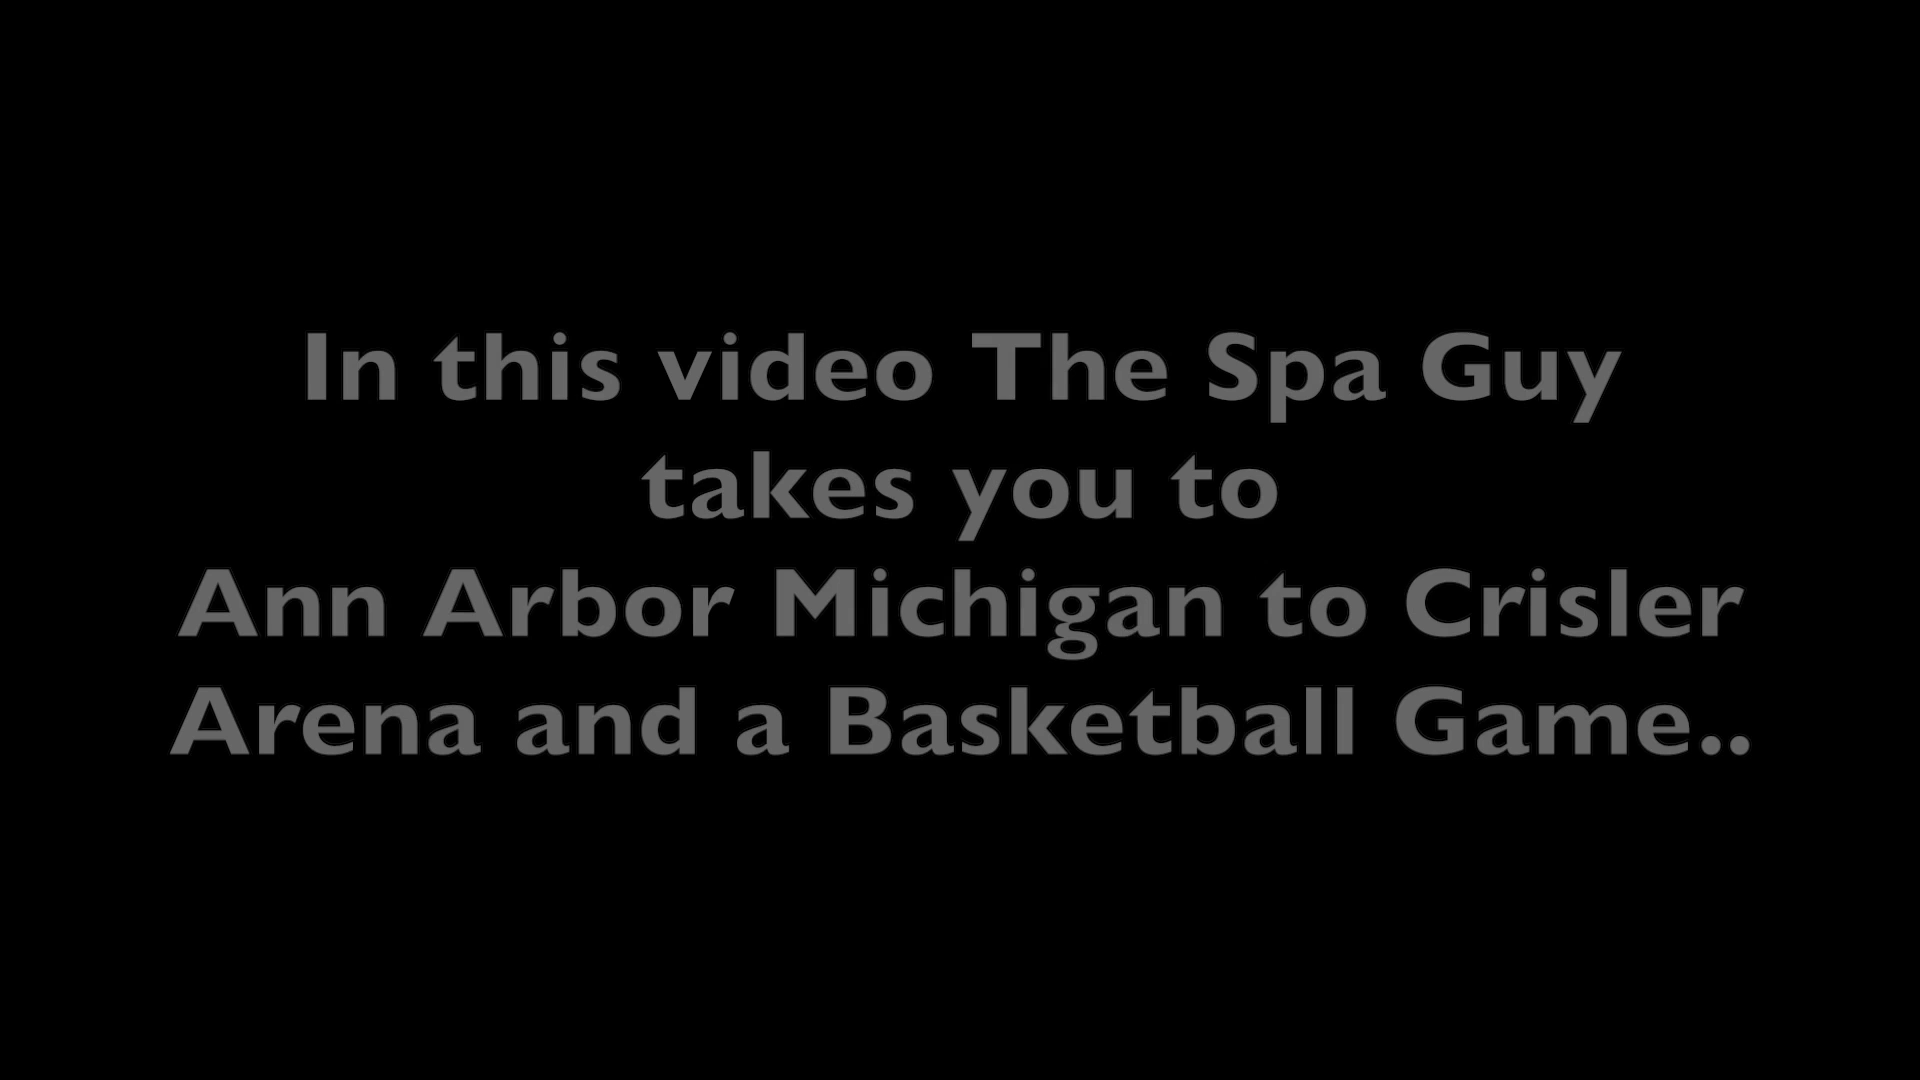 In this video The Spa Guy
takes you to
Ann Arbor Michigan to Crisler
Arena and a Basketball Game..